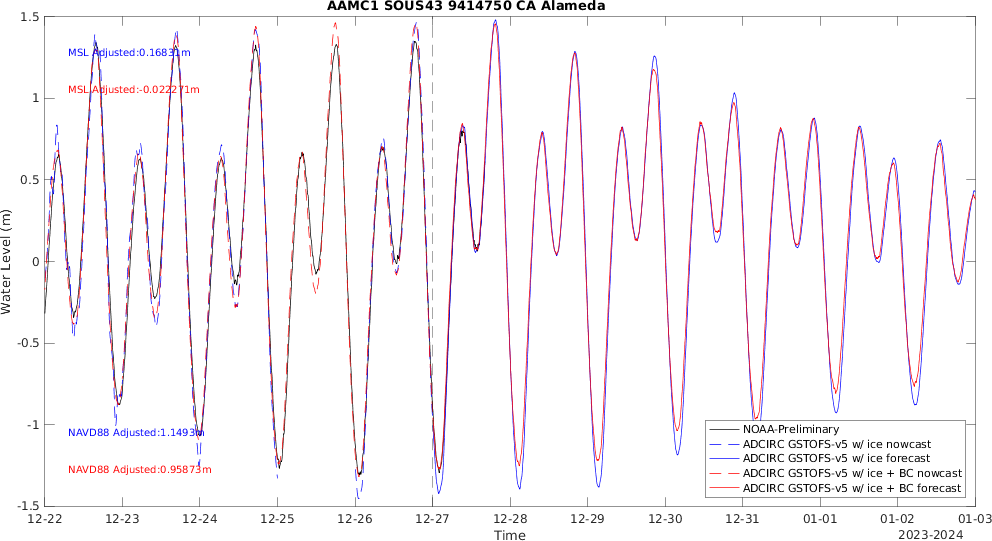 AAMC1 SOUS43 9414750 CA Alameda
1.5
MSL Adjusted:0.16831m
1
MSL Adjusted:-0.022271m
0.5
0
Water Level (m)
-0.5
-1
NAVD88 Adjusted:1.1493m
NAVD88 Adjusted:0.95873m
-1.5
NOAA-Preliminary
ADCIRC GSTOFS-v5 w/ ice nowcast
ADCIRC GSTOFS-v5 w/ ice forecast
ADCIRC GSTOFS-v5 w/ ice + BC nowcast
ADCIRC GSTOFS-v5 w/ ice + BC forecast
12-22 12-23 12-24 12-25 12-26 12-27 12-28 12-29 12-30 12-31 01-01 01-02 01-03
Time
2023-2024